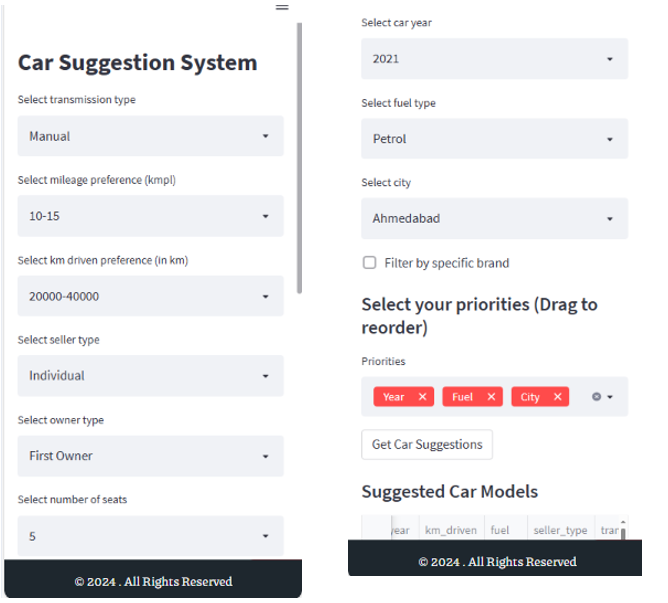 Car Suggestion System
Select transmission type
Manual
Select mileage preference (kmpl)
10-15
Select km driven preference (in km)
20000-40000
Select seller type
Individual
Select owner type
First Owner
Select number of seats
5
© 2024 . All Rights Reserved
Select car year
2021
Select fuel type
Petrol
Select city
Ahmedabad
Filter by specific brand
Select your priorities (Drag to
reorder)
Priorities
Year Fuel City
Get Car Suggestions
Suggested Car Models
year km_driven fuel seller_type tran
© 2024 . All Rights Reserved